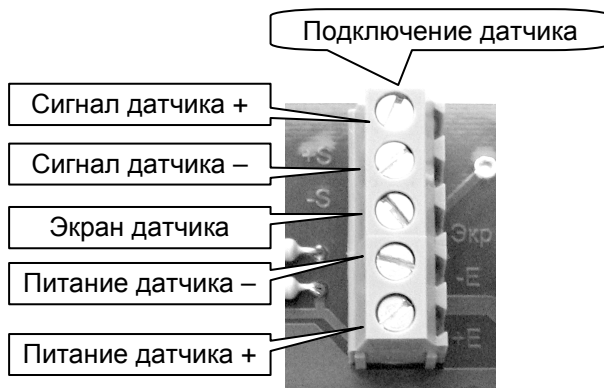 Подключение датчика
Сигнал датчика +
Сигнал датчика –
Экран датчика
Питание датчика –
Питание датчика +
+S
-S
Экр
-E
+E